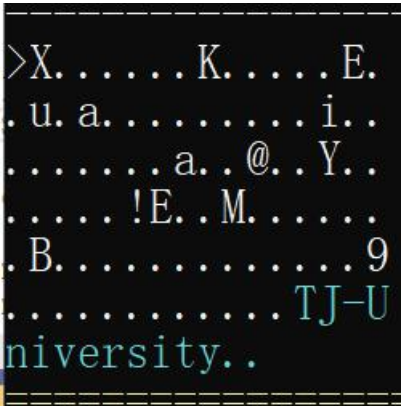 >X......K.....E.
.u.a.........i..
.......a..@..Y..
.....!E..M......
.B.............9
............TJ-U
niversity..